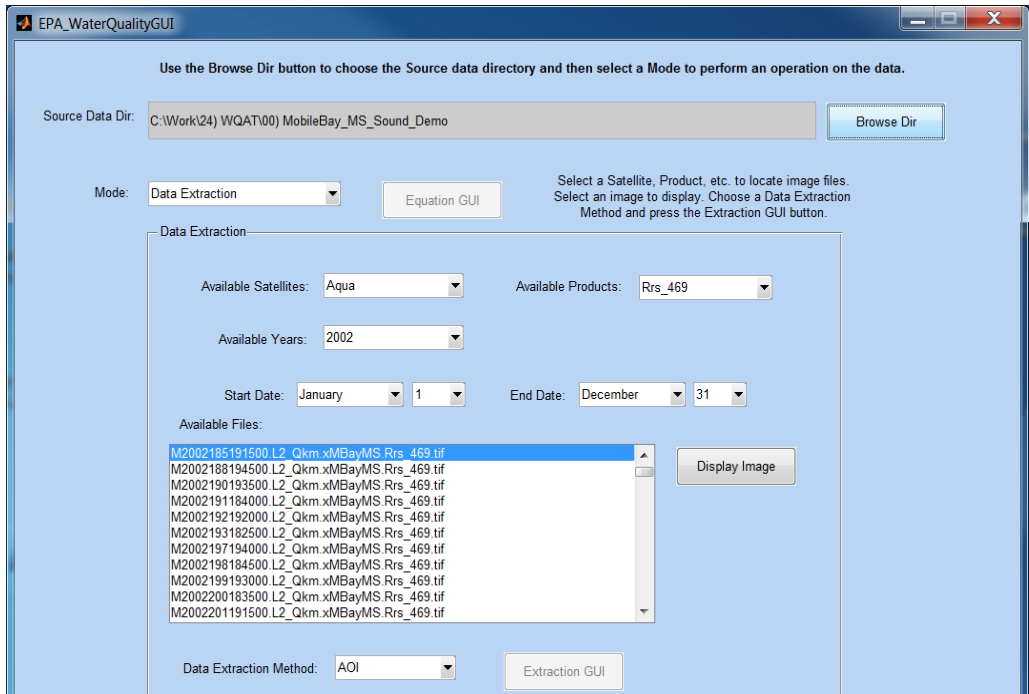 EPA_WaterQualityGUI
Use the Browse Dir button to choose the Source data directory and then select a Mode to perform an operation on the data.
Source Data Dir: C:\Work\24) WQAT\00) MobileBay_MS_Sound_Demo Browse Dir
Mode: Data Extraction Equation GUI
Select a Satellite, Product, etc. to locate image files.
Select an image to display. Choose a Data Extraction
Method and press the Extraction GUI button.
Data Extraction
Available Satellites: Aqua Available Products: Rrs_469
Available Years: 2002
Start Date: January 1 End Date: December 31
Available Files:
M2002185191500.L2_Qkm.xMBayMS.Rrs_469.tif
Display Image
M2002188194500.L2_Qkm.xMBayMS.Rrs_469.tif
M2002190193500.L2_Qkm.xMBayMS.Rrs_469.tif
M2002191184000.L2_Qkm.xMBayMS.Rrs_469.tif
M2002192192000.L2_Qkm.xMBayMS.Rrs_469.tif
M2002193182500.L2_Qkm.xMBayMS.Rrs_469.tif
M2002197194000.L2_Qkm.xMBayMS.Rrs_469.tif
M2002198184500.L2_Qkm.xMBayMS.Rrs_469.tif
M2002199193000.L2_Qkm.xMBayMS.Rrs_469.tif
M2002200183500.L2_Qkm.xMBayMS.Rrs_469.tif
M2002201191500.L2_Qkm.xMBayMS.Rrs_469.tif
Data Extraction Method: AOI Extraction GUI